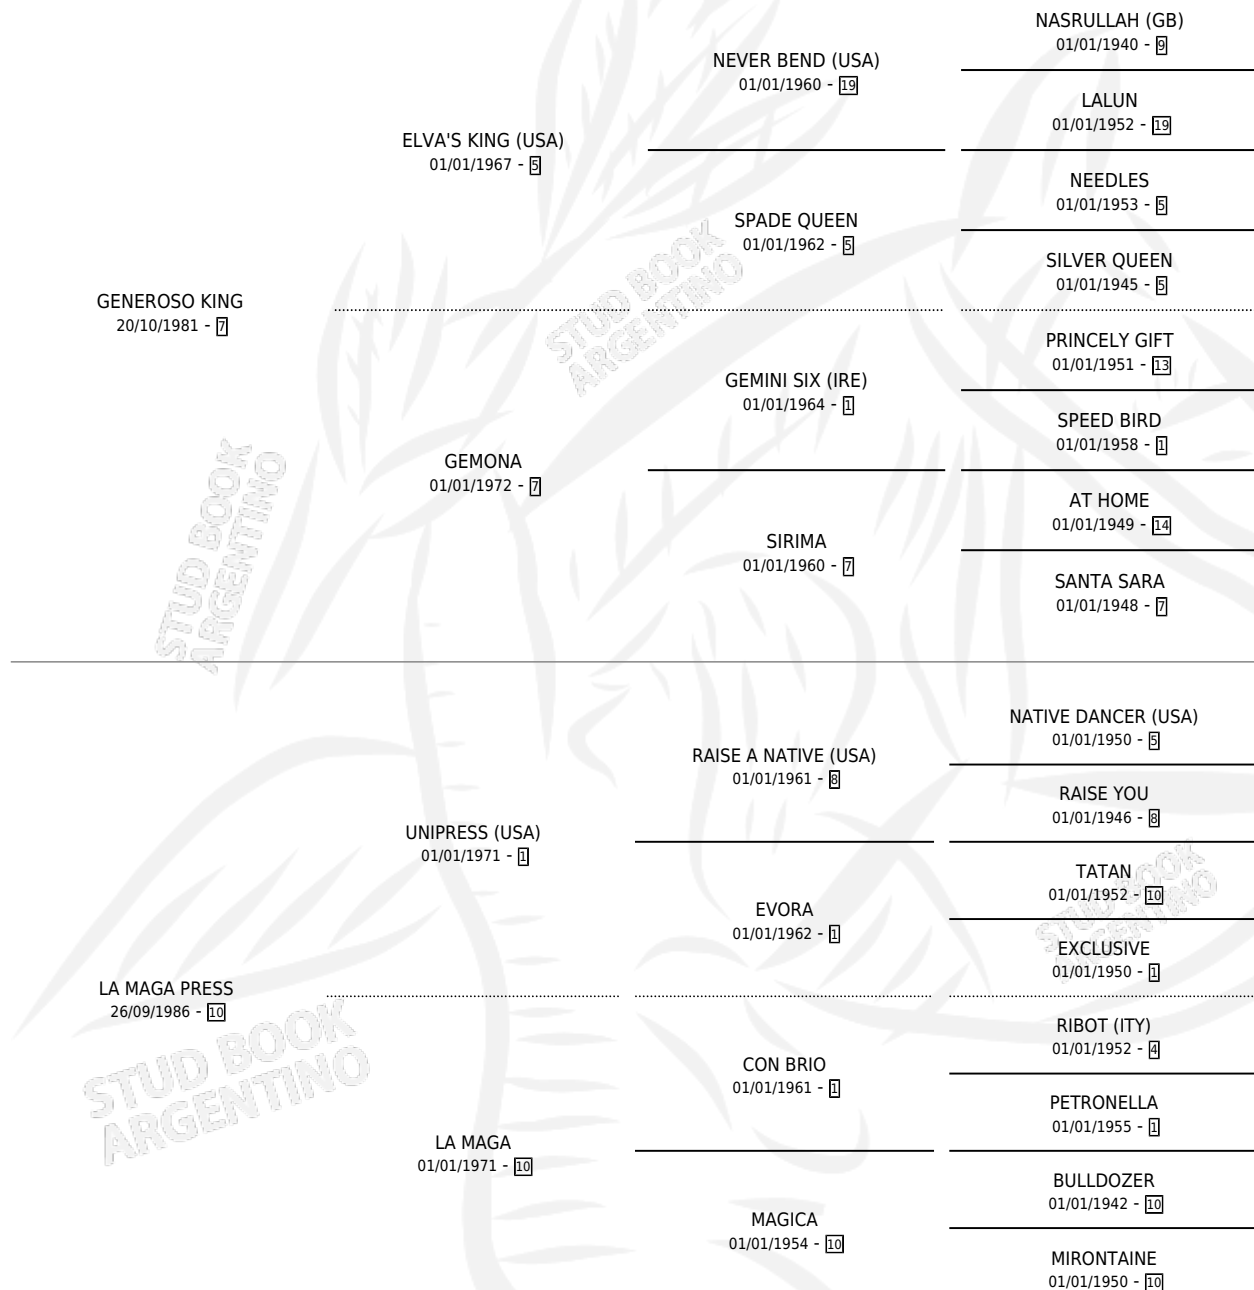 NASRULLAH (GB)
01/01/1940 - 9
NEVER BEND (USA)
01/01/1960 - 19
LALUN
01/01/1952 - 19
ELVA'S KING (USA)
01/01/1967 - 5
NEEDLES
01/01/1953 - 5
SPADE QUEEN
01/01/1962 - 5
SILVER QUEEN
01/01/1945 - 5
GENEROSO KING
20/10/1981 - 7
PRINCELY GIFT
01/01/1951 - 13
GEMINI SIX (IRE)
01/01/1964 - 1
SPEED BIRD
01/01/1958 - 1
GEMONA
01/01/1972 - 7
AT HOME
01/01/1949 - 14
SIRIMA
01/01/1960 - 7
SANTA SARA
01/01/1948 - 7
NATIVE DANCER (USA)
01/01/1950 - 5
RAISE A NATIVE (USA)
01/01/1961 - 8
RAISE YOU
01/01/1946 - 8
UNIPRESS (USA)
01/01/1971 - 1
TATAN
01/01/1952 - 10
EVORA
01/01/1962 - 1
EXCLUSIVE
01/01/1950 - 1
LA MAGA PRESS
26/09/1986 - 10
RIBOT (ITY)
01/01/1952 - 4
CON BRIO
01/01/1961 - 1
PETRONELLA
01/01/1955 - 1
LA MAGA
01/01/1971 - 10
BULLDOZER
01/01/1942 - 10
MAGICA
01/01/1954 - 10
MIRONTAINE
01/01/1950 - 10
STUD BOOK
ARGENTINO
STUD BOOK
ARGENTINO
STUD BOOK
ARGENTINO
STUD BOOK
ARGENTINO